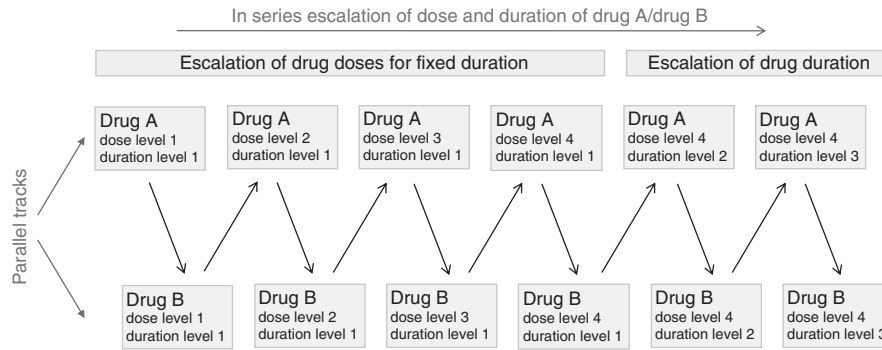 In series escalation of dose and duration of drug A/drug B
Escalation of drug doses for fixed duration
Escalation of drug duration
Parallel tracks
Drug A
dose level 1
duration level 1
Drug A
dose level 2
duration level 1
Drug A
dose level 3
duration level 1
Drug A
dose level 4
duration level 1
Drug A
dose level 4
duration level 2
Drug A
dose level 4
duration level 3
Drug B
dose level 1
duration level 1
Drug B
dose level 2
duration level 1
Drug B
dose level 3
duration level 1
Drug B
dose level 4
duration level 1
Drug B
dose level 4
duration level 2
Drug B
dose level 4
duration level 3